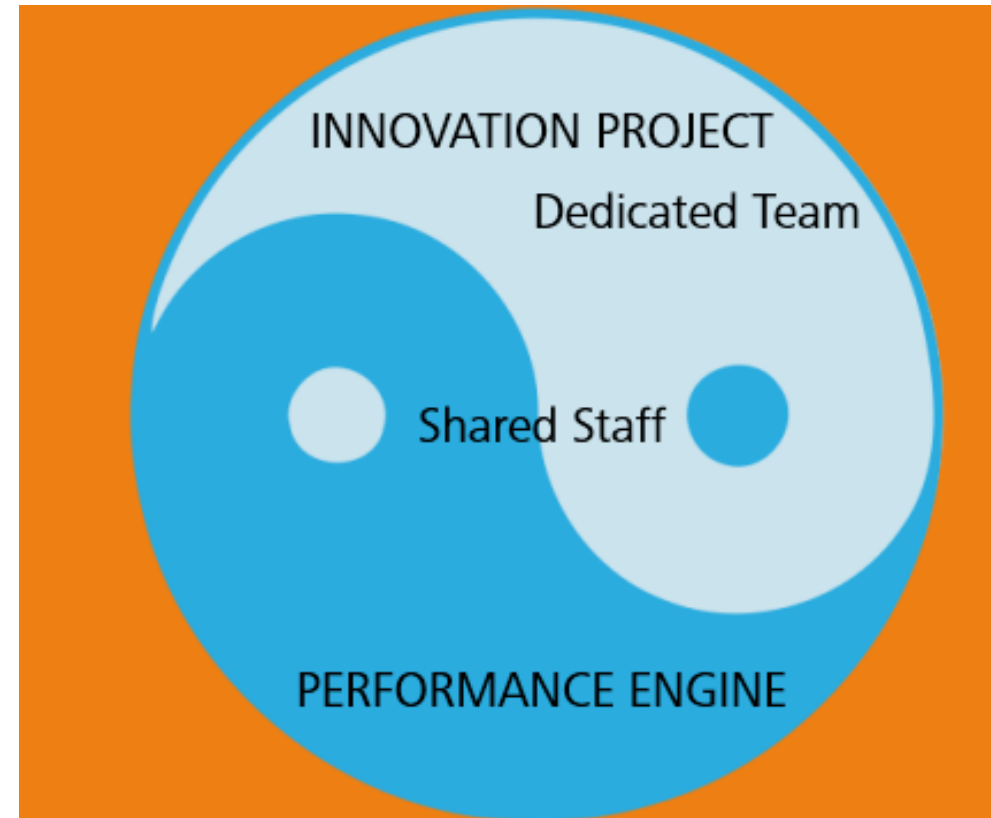 INNOVATION PROJECT
Dedicated Team
Shared Staff
PERFORMANCE ENGINE